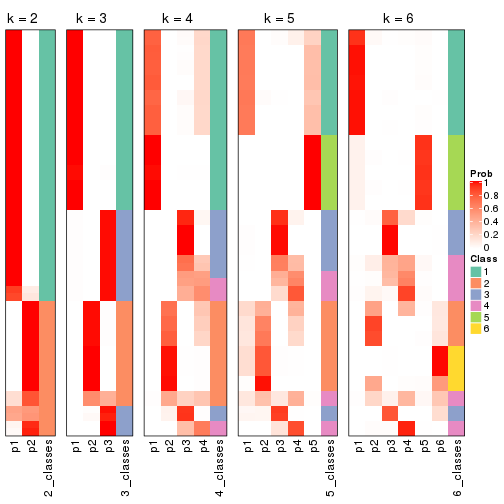 k = 2
k = 3
k = 4
k = 5
k = 6
p1
p2
2_classes
p1
p2
p3
3_classes
p1
p2
p3
p4
4_classes
p1
p2
p3
p4
p5
5_classes
p1
p2
p3
p4
p5
p6
6_classes
Prob
1
0.8
0.6
0.4
0.2
0
Class
1
2
3
4
5
6